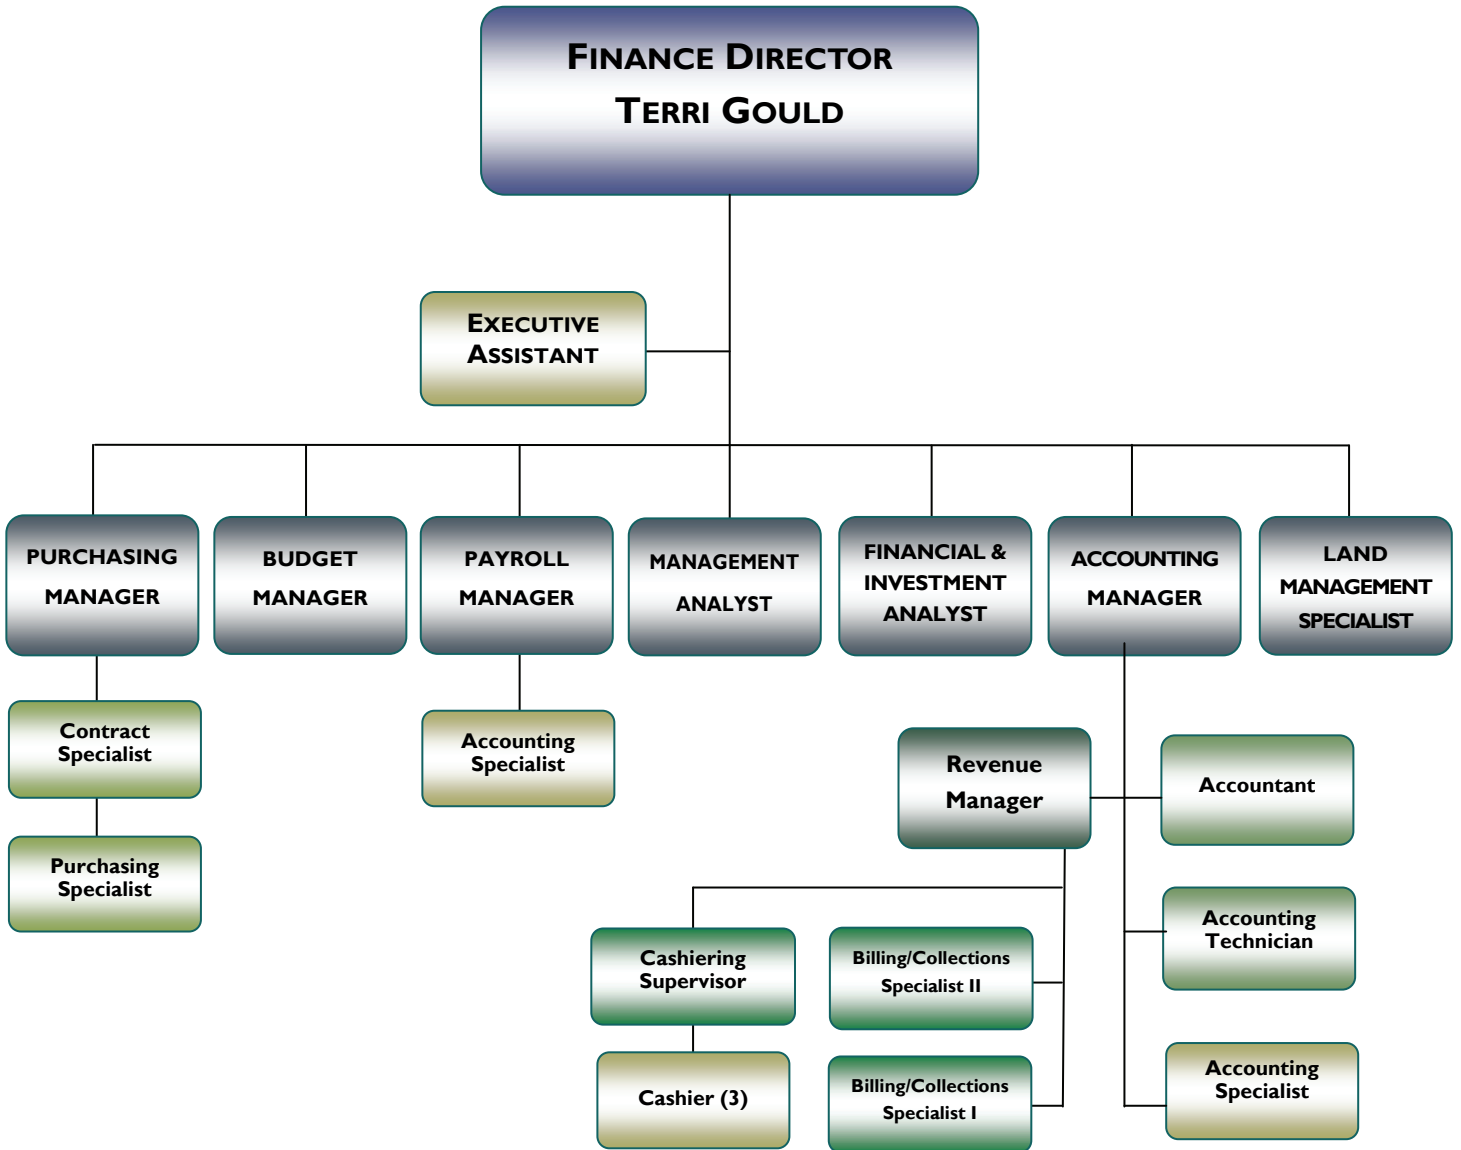 FINANCE DIRECTOR
TERRI GOULD
EXECUTIVE
ASSISTANT
PURCHASING
MANAGER
BUDGET
MANAGER
PAYROLL
MANAGER
MANAGEMENT
ANALYST
FINANCIAL &
INVESTMENT
ANALYST
ACCOUNTING
MANAGER
LAND
MANAGEMENT
SPECIALIST
Contract
Specialist
Purchasing
Specialist
Accounting
Specialist
Revenue
Manager
Accountant
Accounting
Technician
Accounting
Specialist
Cashiering
Supervisor
Cashier (3)
Billing/Collections
Specialist II
Billing/Collections
Specialist I